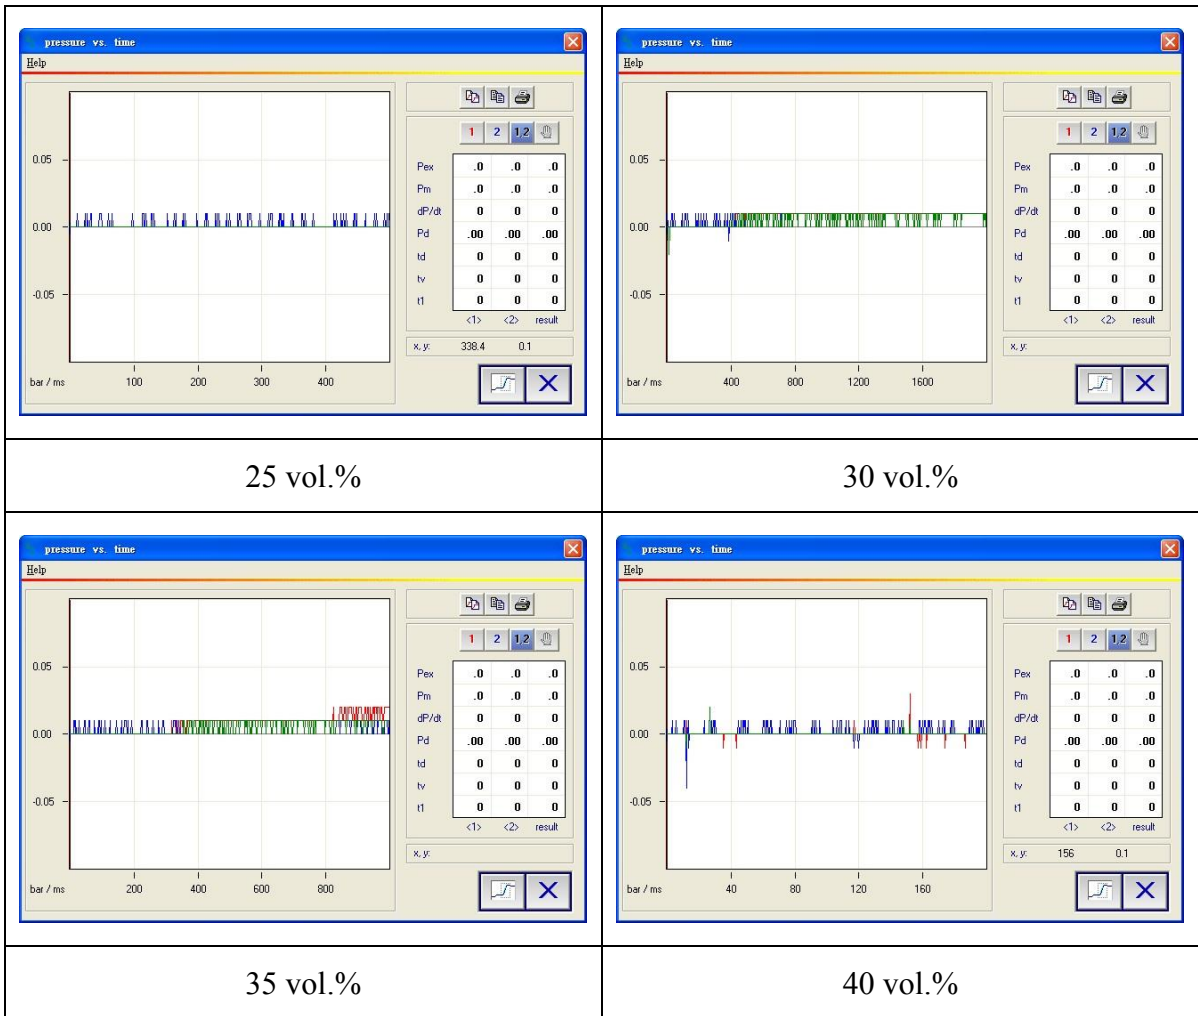 pressure vs. time
Help
1 2 1,2
0.05
0.00
-0.05
bar / ms 100 200 300 400
Pex .0 .0 .0
Pm .0 .0 .0
dP/dt 0 0 0
Pd .00 .00 .00
td 0 0 0
tv 0 0 0
t1 0 0 0
<1> <2> result
x, y: 338.4 0.1
pressure vs. time
Help
1 2 1,2
0.05
0.00
-0.05
bar / ms 400 800 1200 1600
Pex .0 .0 .0
Pm .0 .0 .0
dP/dt 0 0 0
Pd .00 .00 .00
td 0 0 0
tv 0 0 0
t1 0 0 0
<1> <2> result
x, y:
25 vol.% 30 vol.%
pressure vs. time
Help
1 2 1,2
0.05
0.00
-0.05
bar / ms 200 400 600 800
Pex .0 .0 .0
Pm .0 .0 .0
dP/dt 0 0 0
Pd .00 .00 .00
td 0 0 0
tv 0 0 0
t1 0 0 0
<1> <2> result
x, y:
pressure vs. time
Help
1 2 1,2
0.05
0.00
-0.05
bar / ms 40 80 120 160
Pex .0 .0 .0
Pm .0 .0 .0
dP/dt 0 0 0
Pd .00 .00 .00
td 0 0 0
tv 0 0 0
t1 0 0 0
<1> <2> result
x, y: 156 0.1
35 vol.% 40 vol.%